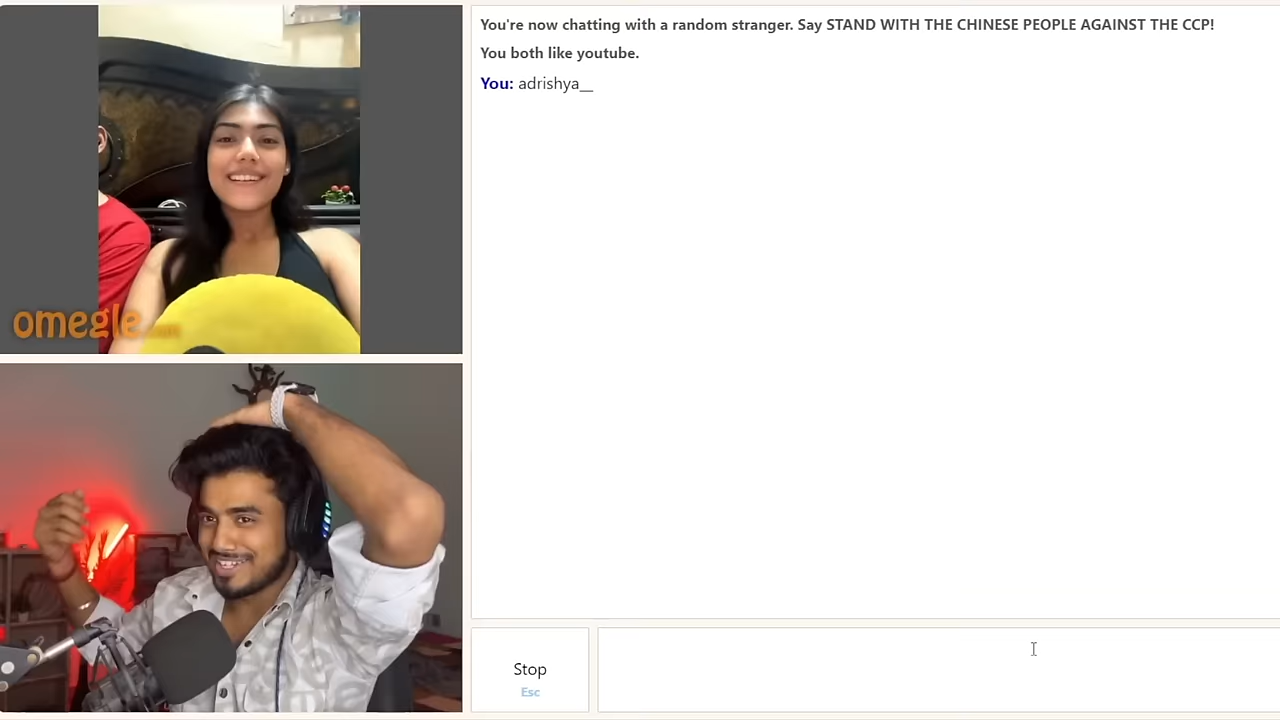 You're now chatting with a random stranger. Say STAND WITH THE CHINESE PEOPLE AGAINST THE CCP!
You both like youtube.
You: adrishya__
omegle.com
Stop
Esc